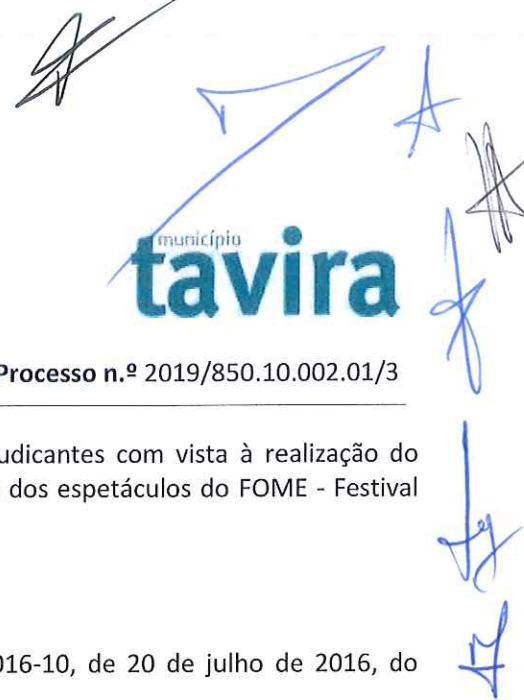 município
tavira
Processo n.º 2019/850.10.002.01/3
udicantes com vista à realização do
dos espetáculos do FOME - Festival
016-10, de 20 de julho de 2016, do